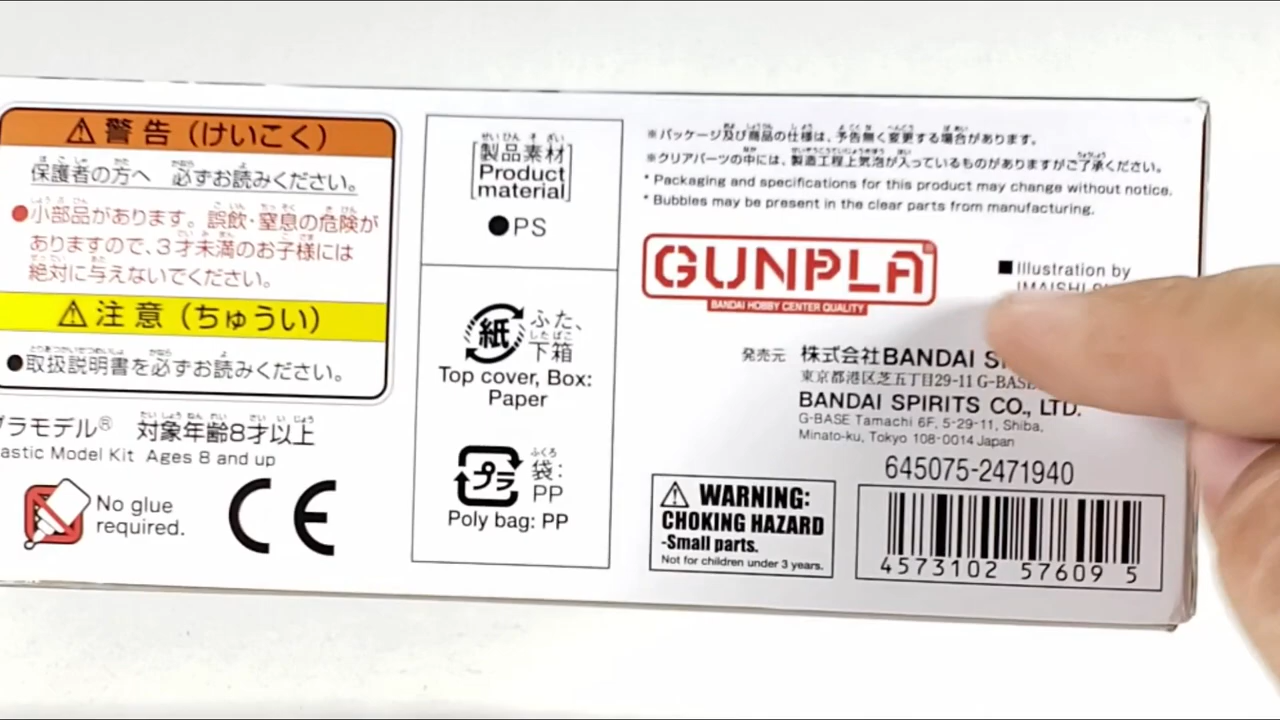 ⚠警告（けいこく）
保護者の方へ 必ずお読みください。
●小部品があります。誤飲・窒息の危険が
ありますので、3才未満のお子様には
絶対に与えないでください。
⚠注意（ちゅうい）
●取扱説明書を必ずお読みください。
プラモデル® 対象年齢8才以上
astic Model Kit Ages 8 and up
No glue
required.
CE
[製品素材
Product
material]
●PS
紙 ふた、
下箱
Top cover, Box:
Paper
プラ 袋：
PP
Poly bag: PP
※パッケージ及び商品の仕様は、予告無く変更する場合があります。
※クリアパーツの中には、製造工程上気泡が入っているものがありますがご了承ください。
* Packaging and specifications for this product may change without notice.
* Bubbles may be present in the clear parts from manufacturing.
GUNPLA®
BANDAI HOBBY CENTER QUALITY
■Illustration by
IMAISHI
発売元 株式会社BANDAI
東京都港区芝五丁目29-11 G-BASE
BANDAI SPIRITS CO., LTD.
G-BASE Tamachi 6F, 5-29-11, Shiba,
Minato-ku, Tokyo 108-0014 Japan
645075-2471940
⚠ WARNING:
CHOKING HAZARD
-Small parts.
Not for children under 3 years.
4573102 57609 5